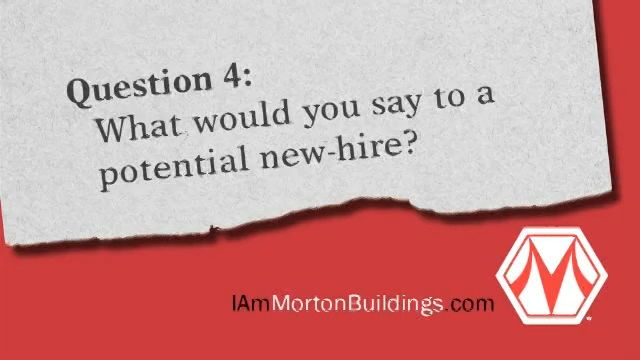 Question 4:
What would you say to a
potential new-hire?
IAmMortonBuildings.com